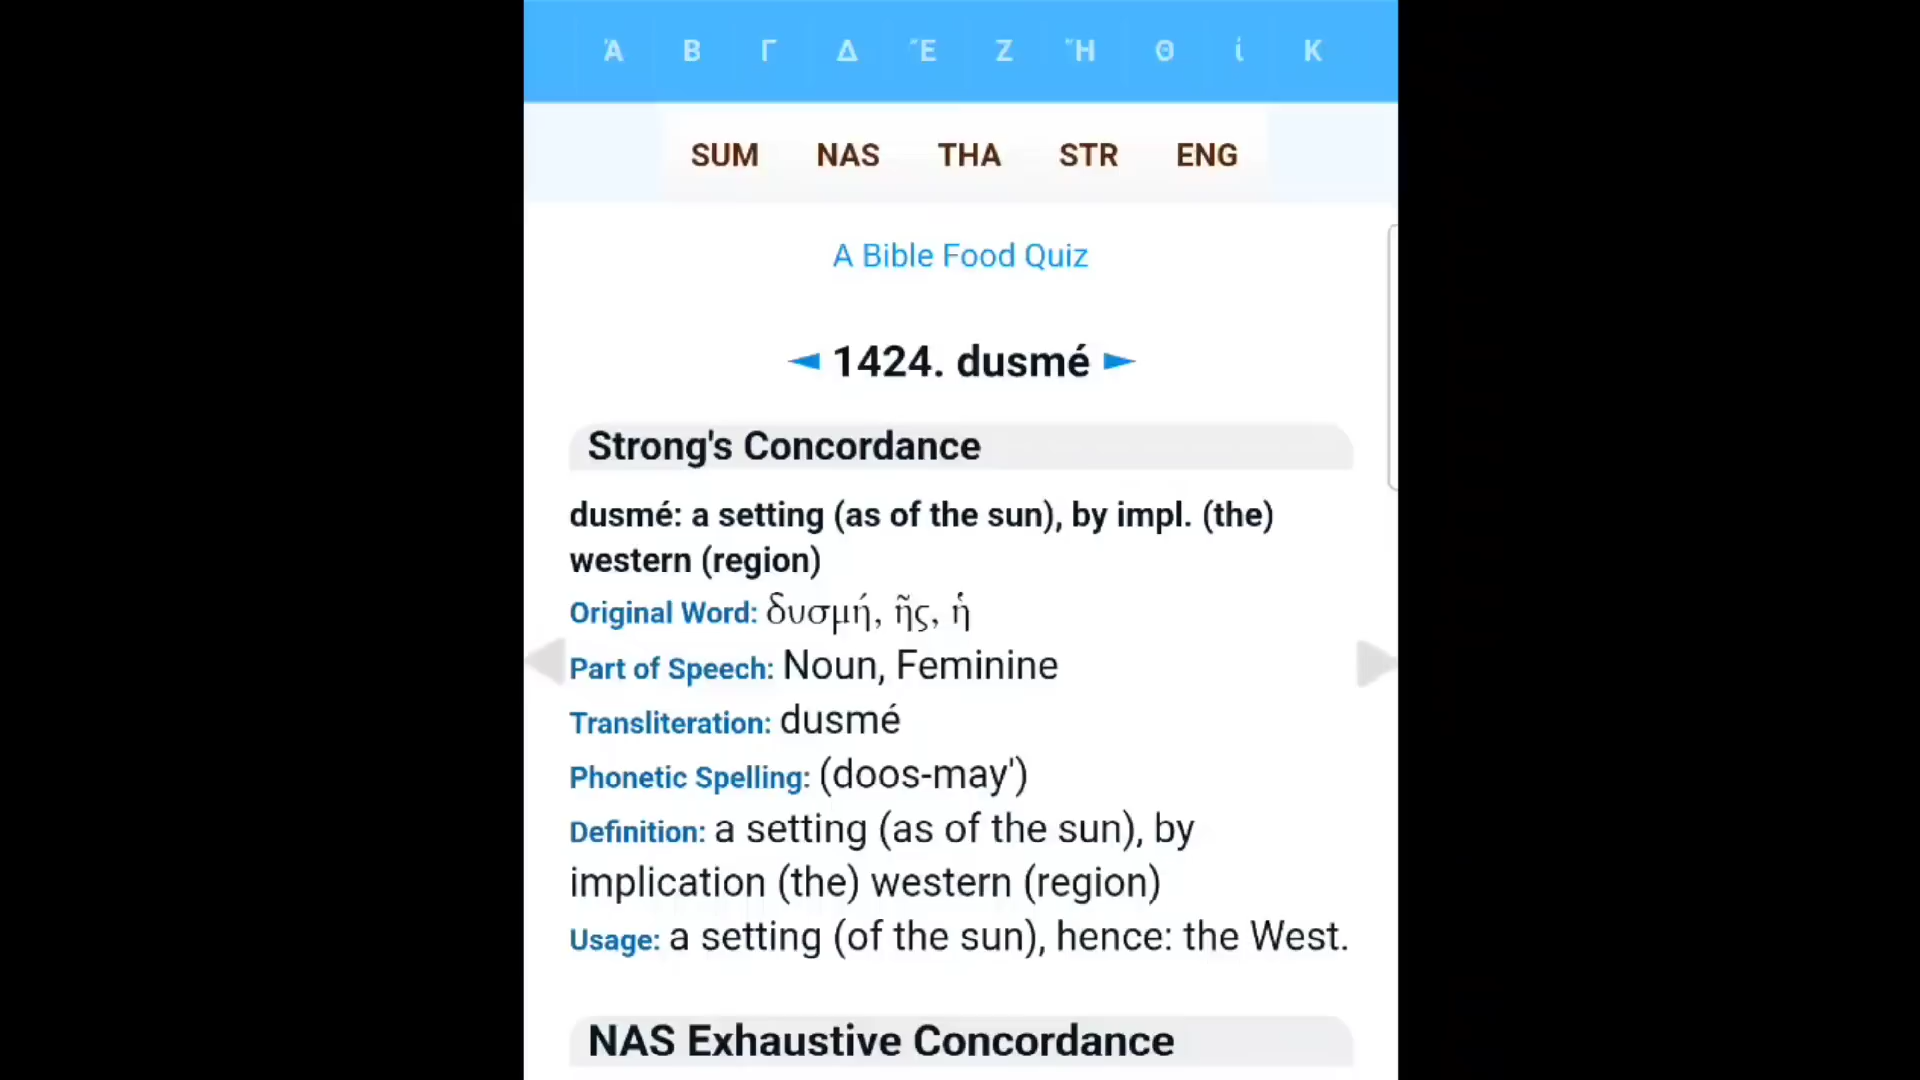 Ἀ Β Γ Δ Ἔ Ζ Ἤ Θ ἰ Κ
SUM NAS THA STR ENG
A Bible Food Quiz
◄ 1424. dusmé ►
Strong's Concordance
dusmé: a setting (as of the sun), by impl. (the)
western (region)
Original Word: δυσμή, ῆς, ἡ
Part of Speech: Noun, Feminine
Transliteration: dusmé
Phonetic Spelling: (doos-may')
Definition: a setting (as of the sun), by
implication (the) western (region)
Usage: a setting (of the sun), hence: the West.
NAS Exhaustive Concordance